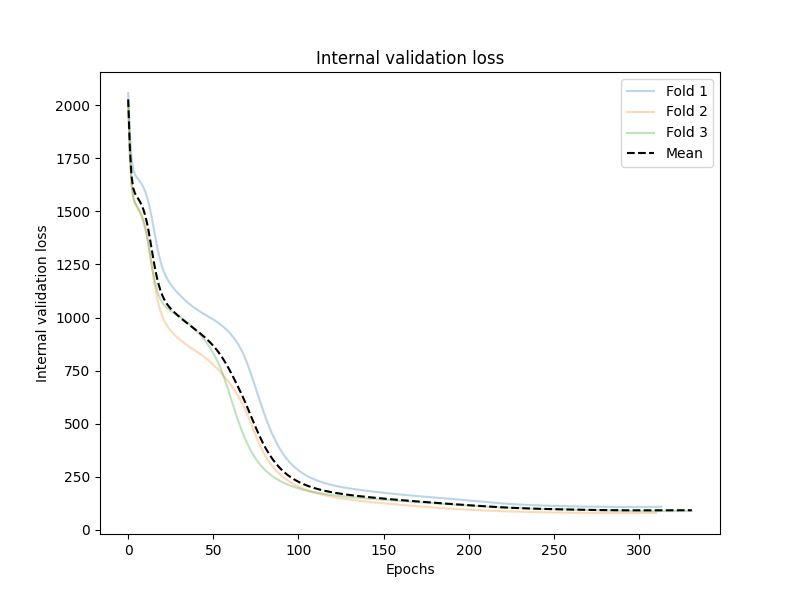 Internal validation loss
Fold 1
Fold 2
Fold 3
Mean
Internal validation loss
2000
1750
1500
1250
1000
750
500
250
0
0 50 100 150 200 250 300
Epochs